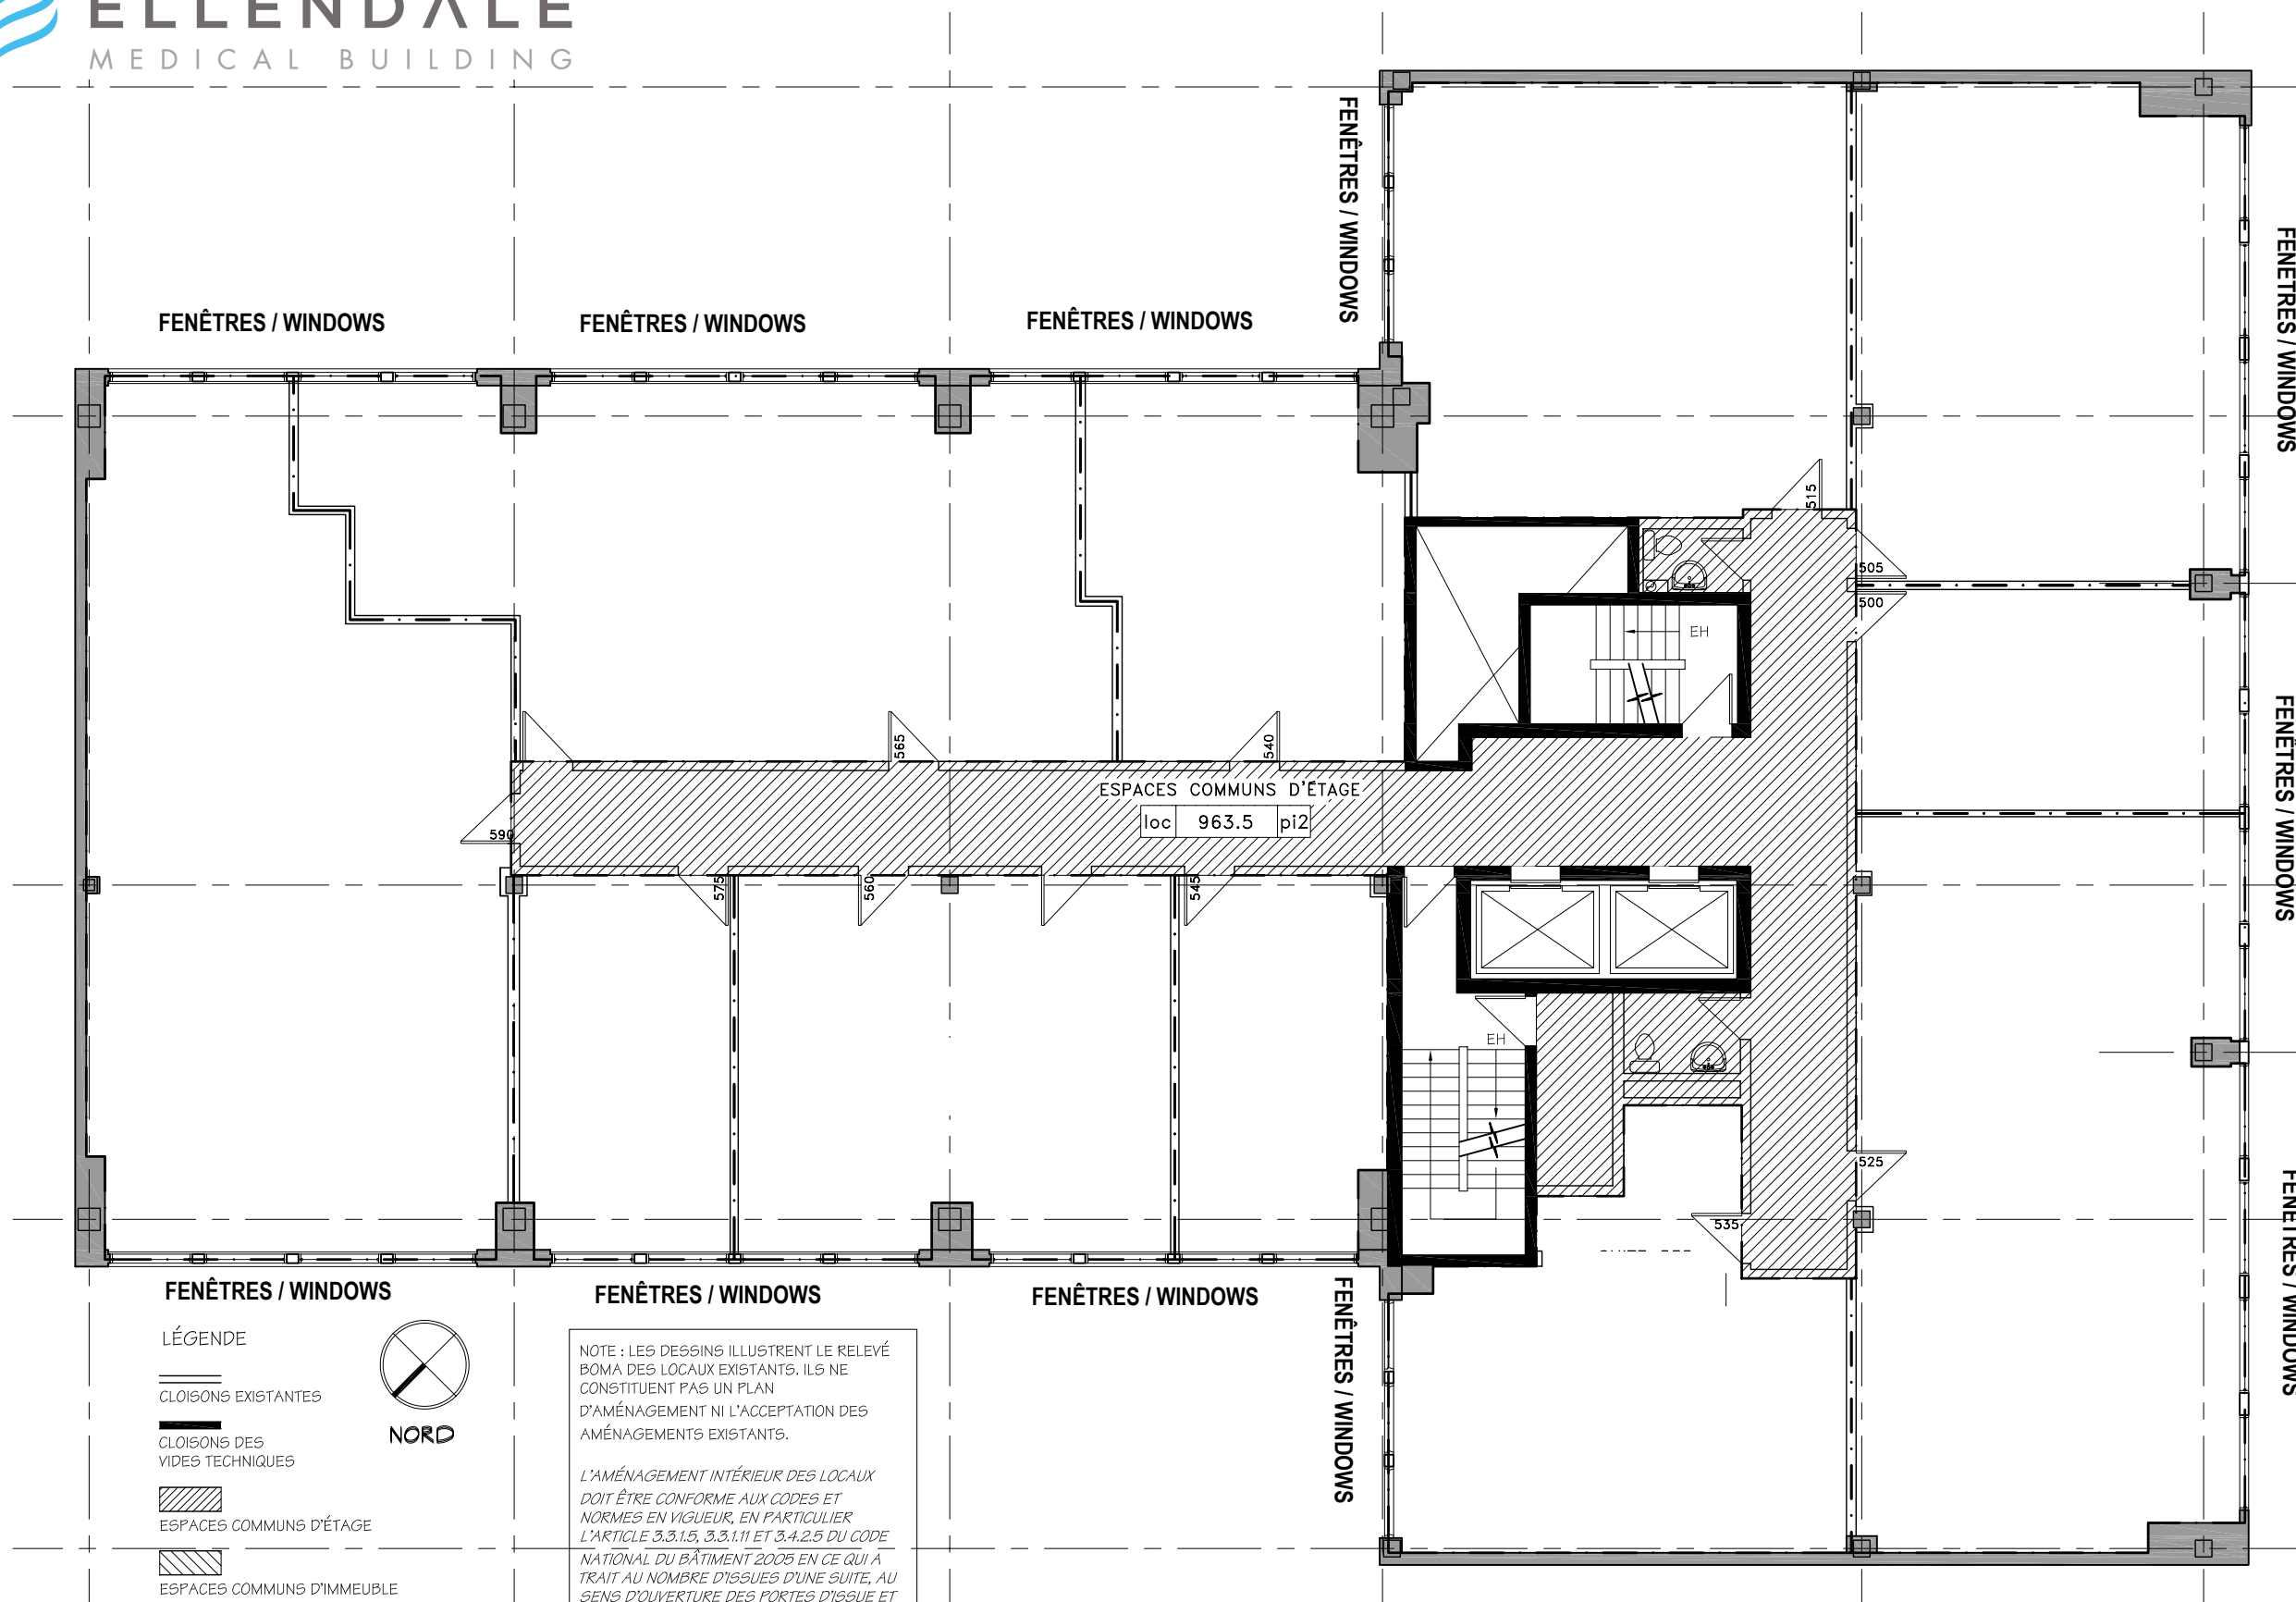 ELLENDALE
MEDICAL BUILDING
FENÊTRES / WINDOWS
FENÊTRES / WINDOWS
FENÊTRES / WINDOWS
FENÊTRES / WINDOWS
FENÊTRES / WINDOWS
515
505
500
EH
565
540
ESPACES COMMUNS D'ÉTAGE
loc 963.5 pi2
590
575
560
545
FENÊTRES / WINDOWS
EH
525
535
FENÊTRES / WINDOWS
FENÊTRES / WINDOWS
FENÊTRES / WINDOWS
FENÊTRES / WINDOWS
FENÊTRES / WINDOWS
LÉGENDE
CLOISONS EXISTANTES
CLOISONS DES
VIDES TECHNIQUES
ESPACES COMMUNS D'ÉTAGE
ESPACES COMMUNS D'IMMEUBLE
NORD
NOTE : LES DESSINS ILLUSTRENT LE RELEVÉ
BOMA DES LOCAUX EXISTANTS. ILS NE
CONSTITUENT PAS UN PLAN
D'AMÉNAGEMENT NI L'ACCEPTATION DES
AMÉNAGEMENTS EXISTANTS.
L'AMÉNAGEMENT INTÉRIEUR DES LOCAUX
DOIT ÊTRE CONFORME AUX CODES ET
NORMES EN VIGUEUR, EN PARTICULIER
L'ARTICLE 3.3.1.5, 3.3.1.11 ET 3.4.2.5 DU CODE
NATIONAL DU BÂTIMENT 2005 EN CE QUI A
TRAIT AU NOMBRE D'ISSUES D'UNE SUITE, AU
SENS D'OUVERTURE DES PORTES D'ISSUE ET